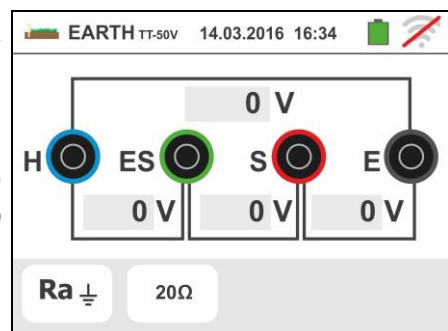 EARTH TT-50V 14.03.2016 16:34
0 V
H ES S E
0 V 0 V 0 V
Ra 20Ω